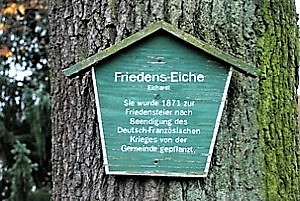 Friedens-Eiche
Eichardt
Sie wurde 1871 zur
Friedensfeier nach
Beendigung des
Deutsch-Französischen
Krieges von der
Gemeinde gepflanzt.